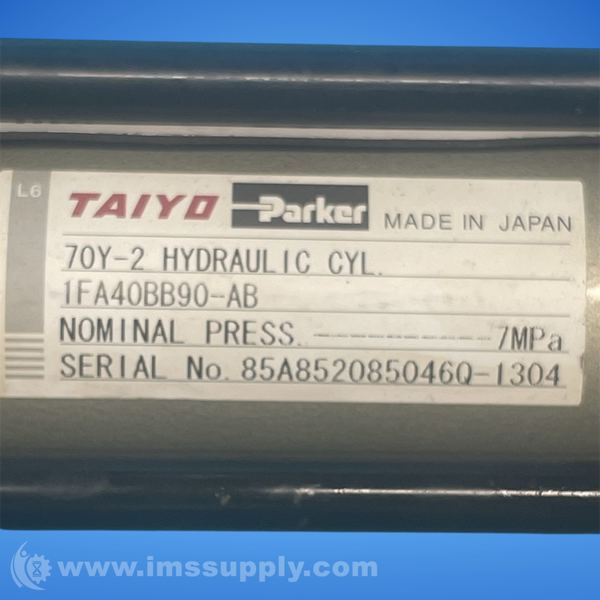 L6
TAIYO Parker MADE IN JAPAN
70Y-2 HYDRAULIC CYL.
1FA40BB90-AB
NOMINAL PRESS. ------------ 7MPa
SERIAL No. 85A852085046Q-1304
www.imssupply.com